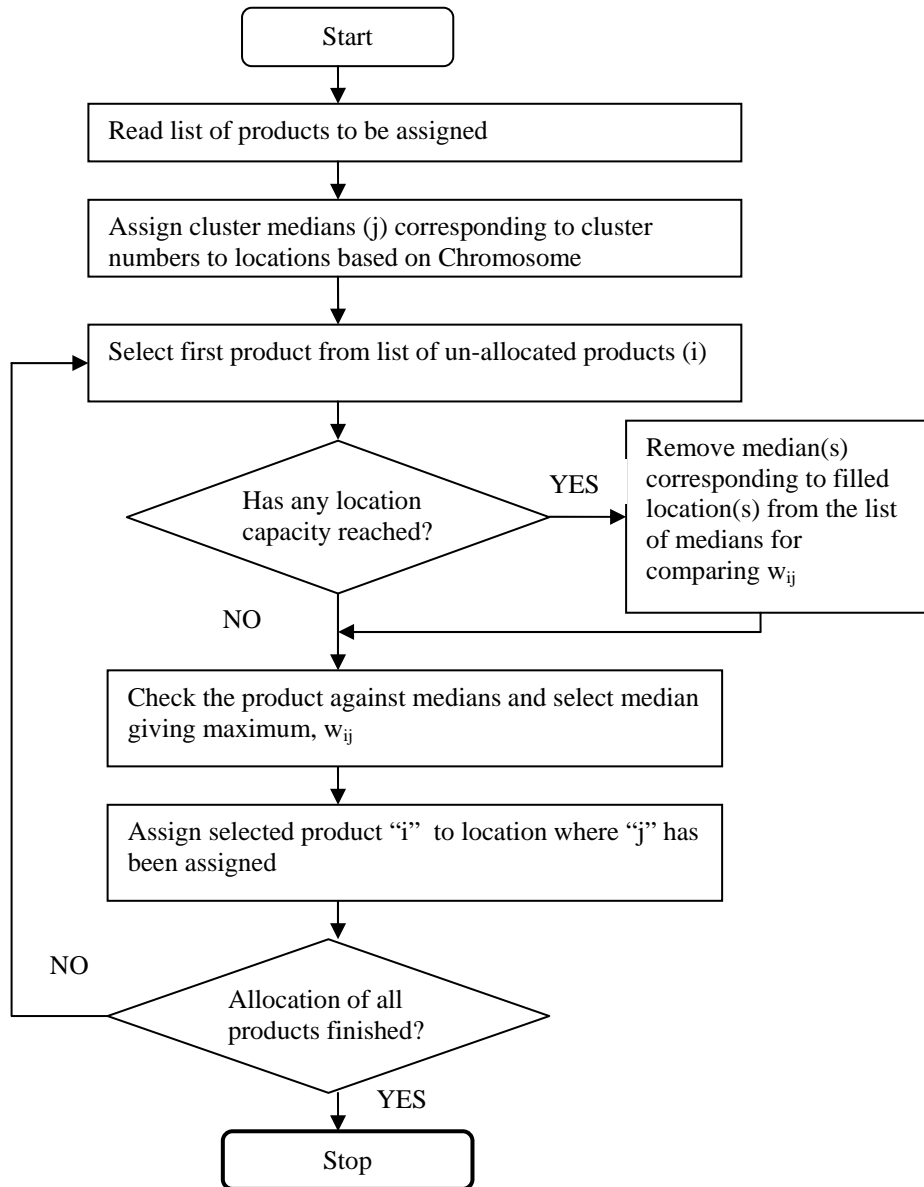 Start
Read list of products to be assigned
Assign cluster medians (j) corresponding to cluster
numbers to locations based on Chromosome
Select first product from list of un-allocated products (i)
Has any location
capacity reached?
YES
Remove median(s)
corresponding to filled
location(s) from the list
of medians for
comparing wij
NO
Check the product against medians and select median
giving maximum, wij
Assign selected product “i” to location where “j” has
been assigned
NO
Allocation of all
products finished?
YES
Stop